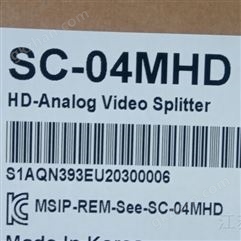 SC-04MHD
HD-Analog Video Splitter
S1AQN393EU20300006
MSIP-REM-See-SC-04MHD
Made In Korea